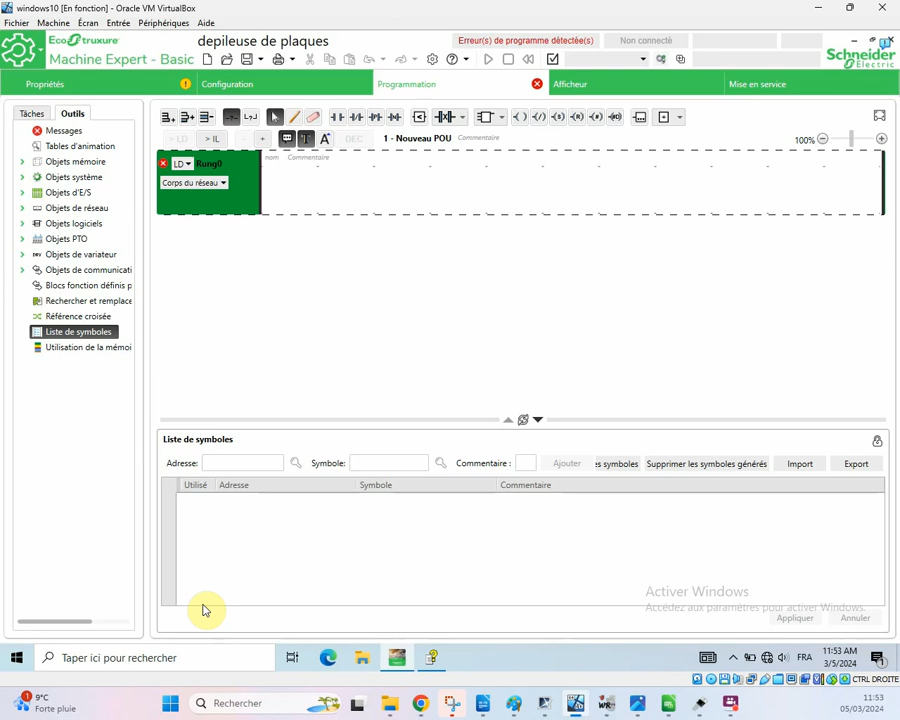 windows10 [En fonction] - Oracle VM VirtualBox
Fichier Machine Écran Entrée Périphériques Aide
EcoStruxure
Machine Expert - Basic
depileuse de plaques
Erreur(s) de programme détectée(s)
Non connecté
Schneider
Electric
Propriétés
Configuration
Programmation
Afficheur
Mise en service
Tâches Outils
Messages
Tables d'animation
Objets mémoire
Objets système
Objets d'E/S
Objets de réseau
Objets logiciels
Objets PTO
DRV Objets de variateur
Objets de communicati
Blocs fonction définis p
Rechercher et remplace
Référence croisée
Liste de symboles
Utilisation de la mémoi
> LD > IL - + DEC 1 - Nouveau POU Commentaire
100%
LD Rung0 nom Commentaire
Corps du réseau
Liste de symboles
Adresse: Symbole: Commentaire : Ajouter es symboles Supprimer les symboles générés Import Export
Utilisé Adresse Symbole Commentaire
Activer Windows
Accédez aux paramètres pour activer Windows.
Appliquer Annuler
Taper ici pour rechercher
FRA
11:53 AM
3/5/2024
CTRL DROITE
9°C
Forte pluie
Rechercher
11:53
05/03/2024